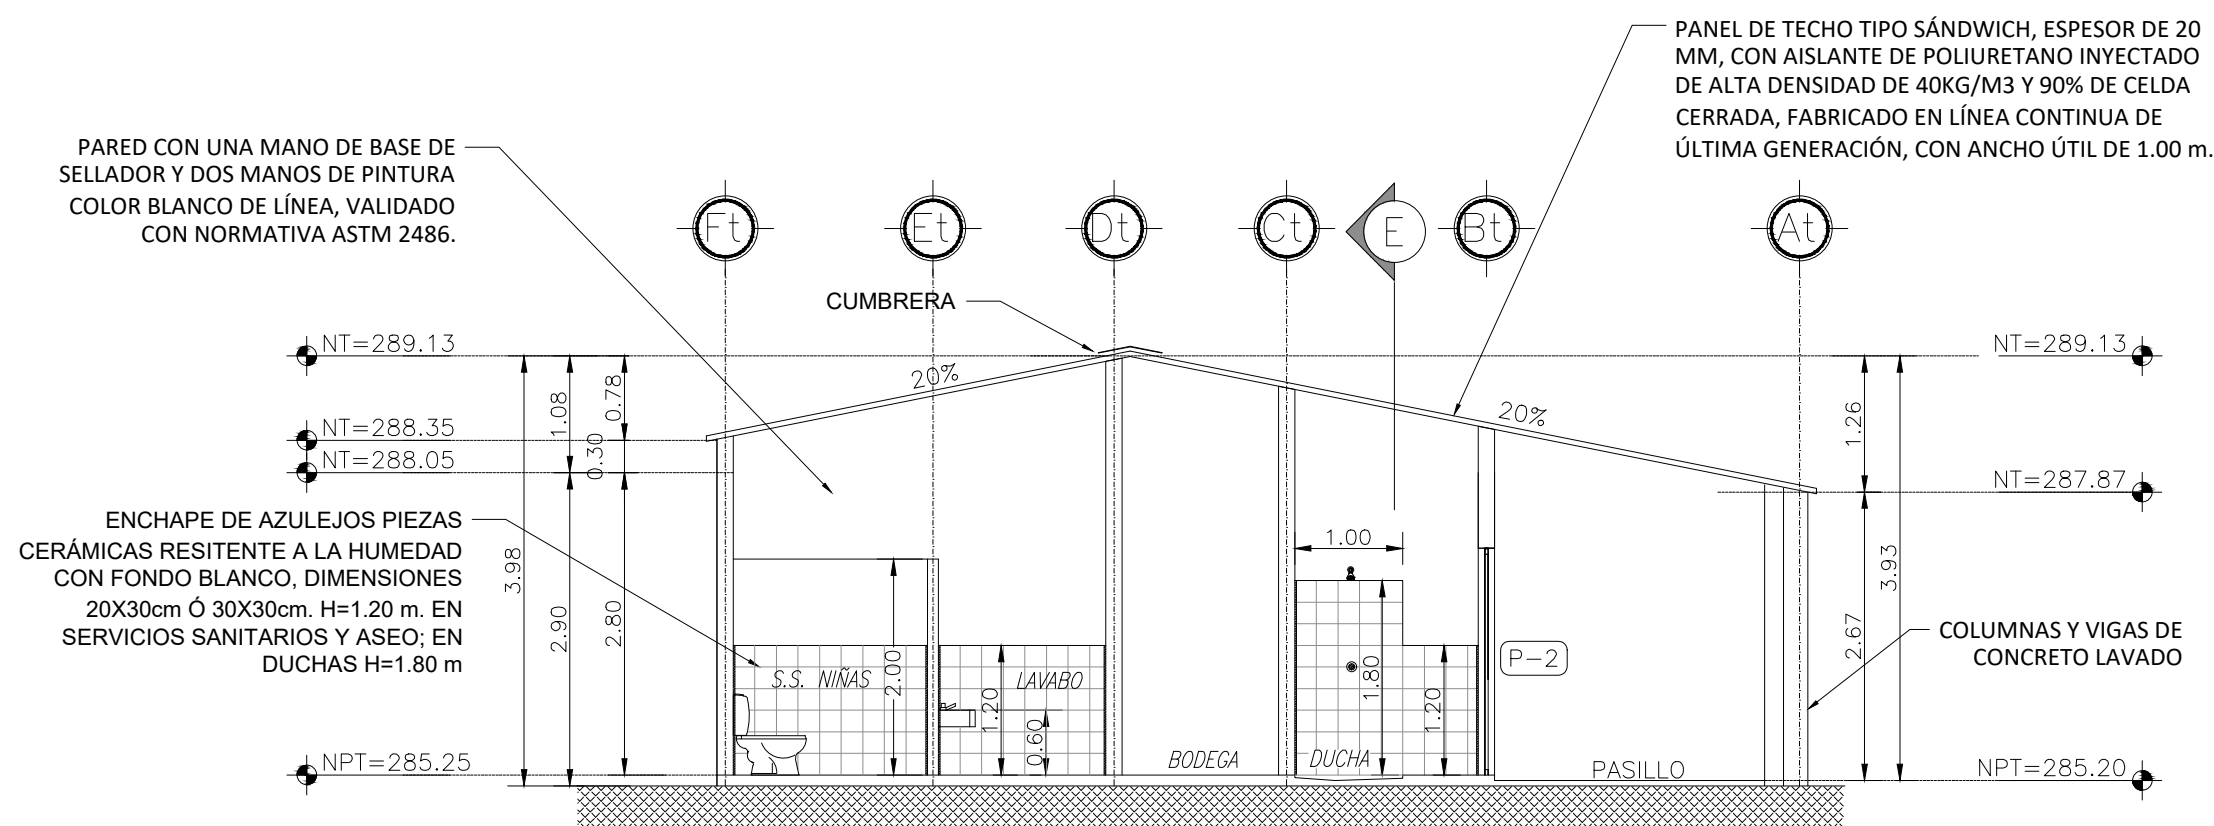 PANEL DE TECHO TIPO SÁNDWICH, ESPESOR DE 20
MM, CON AISLANTE DE POLIURETANO INYECTADO
DE ALTA DENSIDAD DE 40KG/M3 Y 90% DE CELDA
CERRADA, FABRICADO EN LÍNEA CONTINUA DE
ÚLTIMA GENERACIÓN, CON ANCHO ÚTIL DE 1.00 m.
PARED CON UNA MANO DE BASE DE
SELLADOR Y DOS MANOS DE PINTURA
COLOR BLANCO DE LÍNEA, VALIDADO
CON NORMATIVA ASTM 2486.
Ft
Et
Dt
Ct
E
Bt
At
CUMBRERA
NT=289.13
NT=289.13
20%
20%
0.78
1.08
0.30
1.26
NT=288.35
NT=288.05
NT=287.87
ENCHAPE DE AZULEJOS PIEZAS
CERÁMICAS RESITENTE A LA HUMEDAD
CON FONDO BLANCO, DIMENSIONES
20X30cm Ó 30X30cm. H=1.20 m. EN
SERVICIOS SANITARIOS Y ASEO; EN
DUCHAS H=1.80 m
3.98
2.90
2.80
1.00
3.93
2.67
COLUMNAS Y VIGAS DE
CONCRETO LAVADO
S.S. NIÑAS
2.00
LAVABO
1.20
0.60
1.80
1.20
P-2
BODEGA
DUCHA
PASILLO
NPT=285.25
NPT=285.20